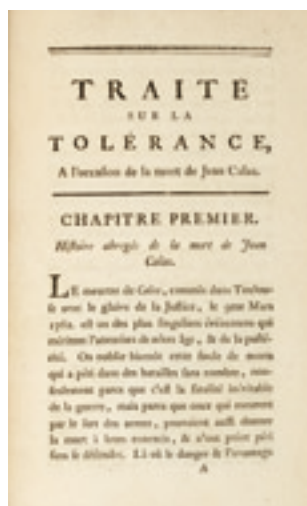 TRAITÉ
SUR LA
TOLÉRANCE,
A l'occasion de la mort de Jean Calas.
CHAPITRE PREMIER.
Histoire abregée de la mort de Jean
Calas.
LE meurtre de Calas, commis dans Toulou-
se avec le glaive de la Justice, le 9me Mars
1762. est un des plus singuliers événemens qui
méritent l'attention de notre âge, & de la posté-
rité. On oublie bientôt cette foule de morts
qui a péri dans des batailles sans nombre, non-
seulement parce que c'est la fatalité inévitable
de la guerre, mais parce que ceux qui meurent
par le sort des armes, pouvaient aussi donner
la mort à leurs ennemis, & n'ont point péri
sans se défendre. Là où le danger & l'avantage
A